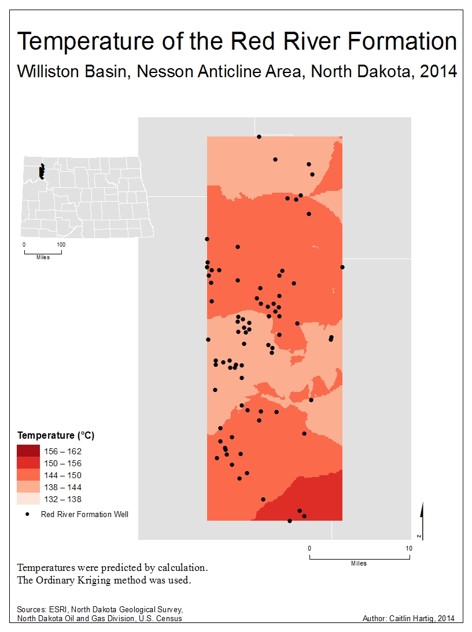 Temperature of the Red River Formation
Williston Basin, Nesson Anticline Area, North Dakota, 2014
0 100
Miles
Temperature (°C)
156 – 162
150 – 156
144 – 150
138 – 144
132 – 138
Red River Formation Well
N
0 10
Miles
Temperatures were predicted by calculation.
The Ordinary Kriging method was used.
Sources: ESRI, North Dakota Geological Survey,
North Dakota Oil and Gas Division, U.S. Census
Author: Caitlin Hartig, 2014